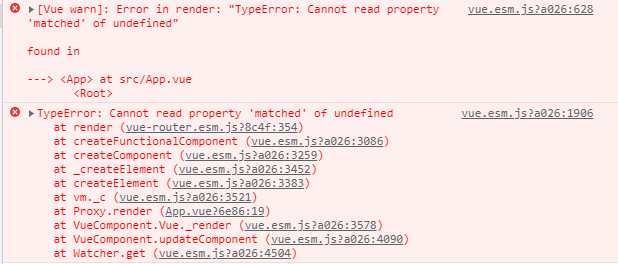 [Vue warn]: Error in render: "TypeError: Cannot read property vue.esm.js?a026:628
'matched' of undefined"
found in
---> <App> at src/App.vue
<Root>
TypeError: Cannot read property 'matched' of undefined vue.esm.js?a026:1906
at render (vue-router.esm.js?8c4f:354)
at createFunctionalComponent (vue.esm.js?a026:3086)
at createComponent (vue.esm.js?a026:3259)
at _createElement (vue.esm.js?a026:3452)
at createElement (vue.esm.js?a026:3383)
at vm._c (vue.esm.js?a026:3521)
at Proxy.render (App.vue?6e86:19)
at VueComponent.Vue._render (vue.esm.js?a026:3578)
at VueComponent.updateComponent (vue.esm.js?a026:4090)
at Watcher.get (vue.esm.js?a026:4504)